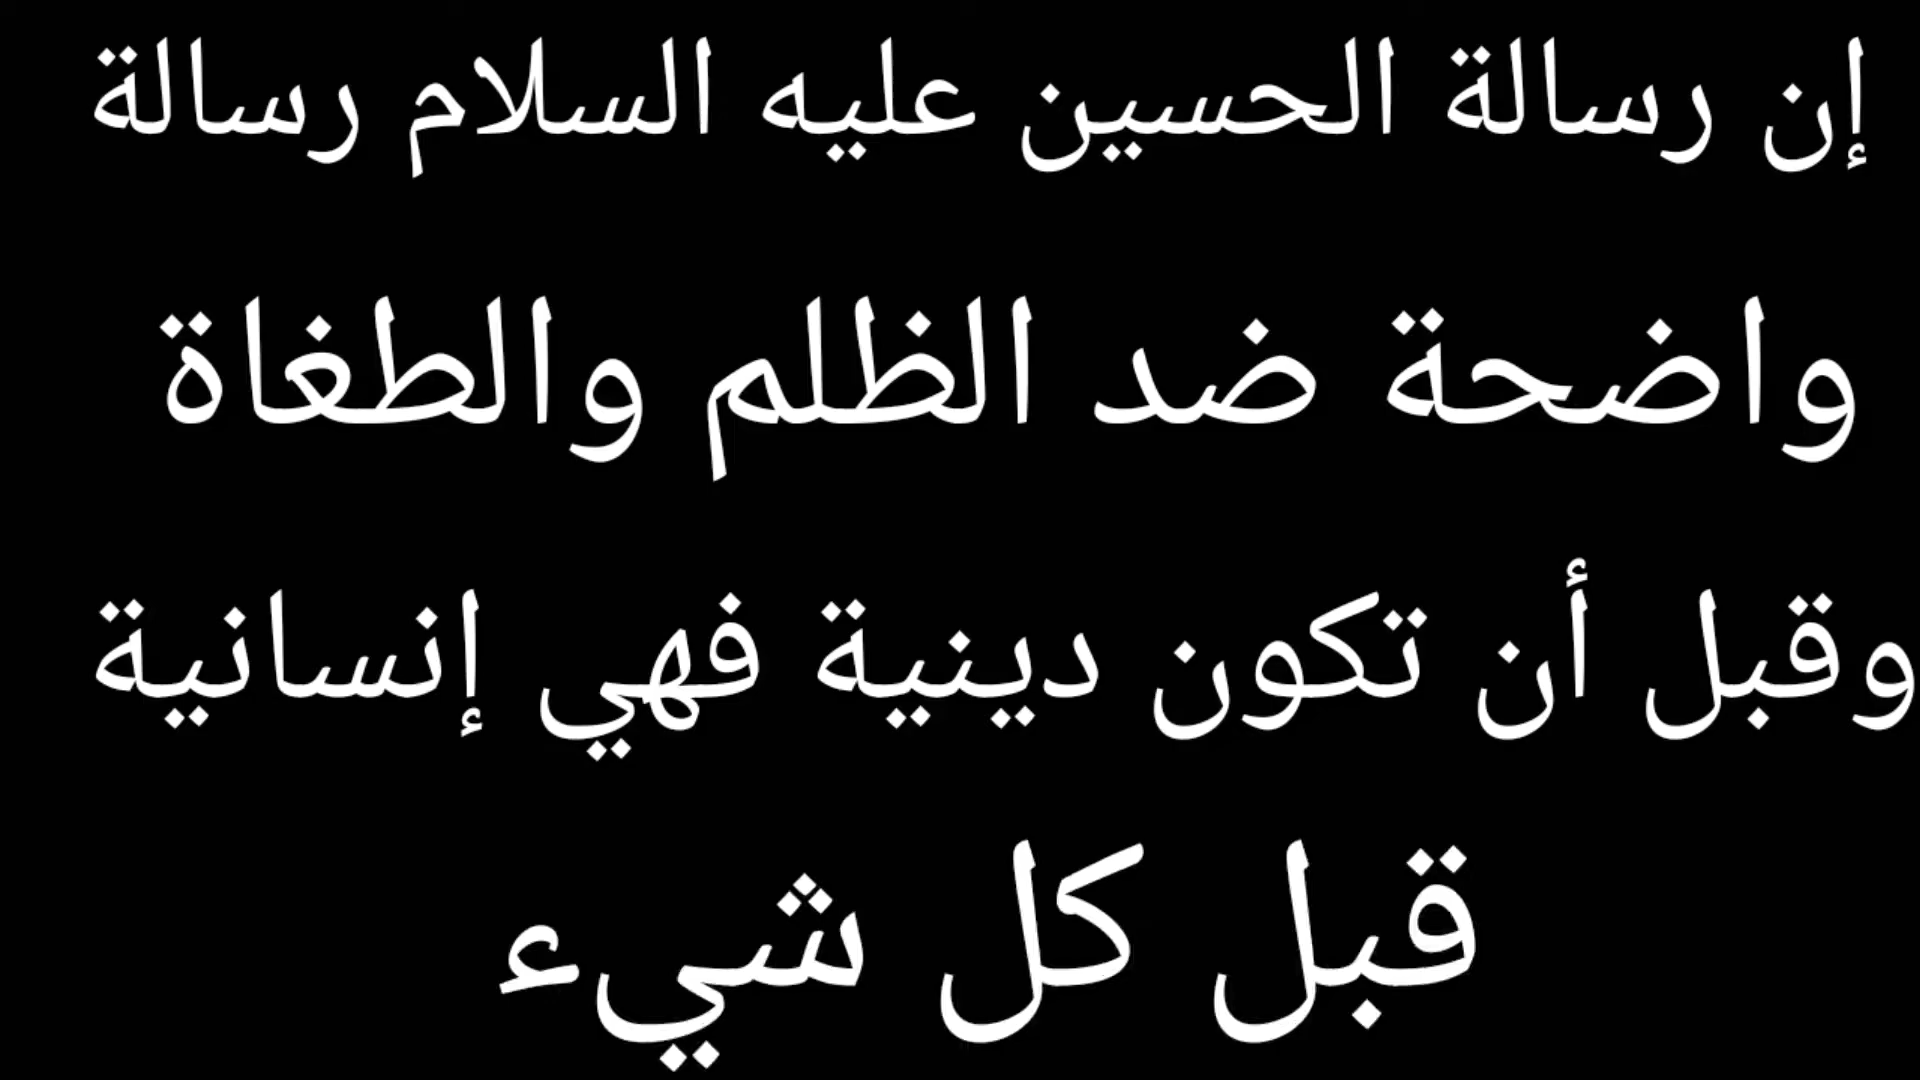 إن رسالة الحسين عليه السلام رسالة
واضحة ضد الظلم والطغاة
وقبل أن تكون دينية فهي إنسانية
قبل كل شيء